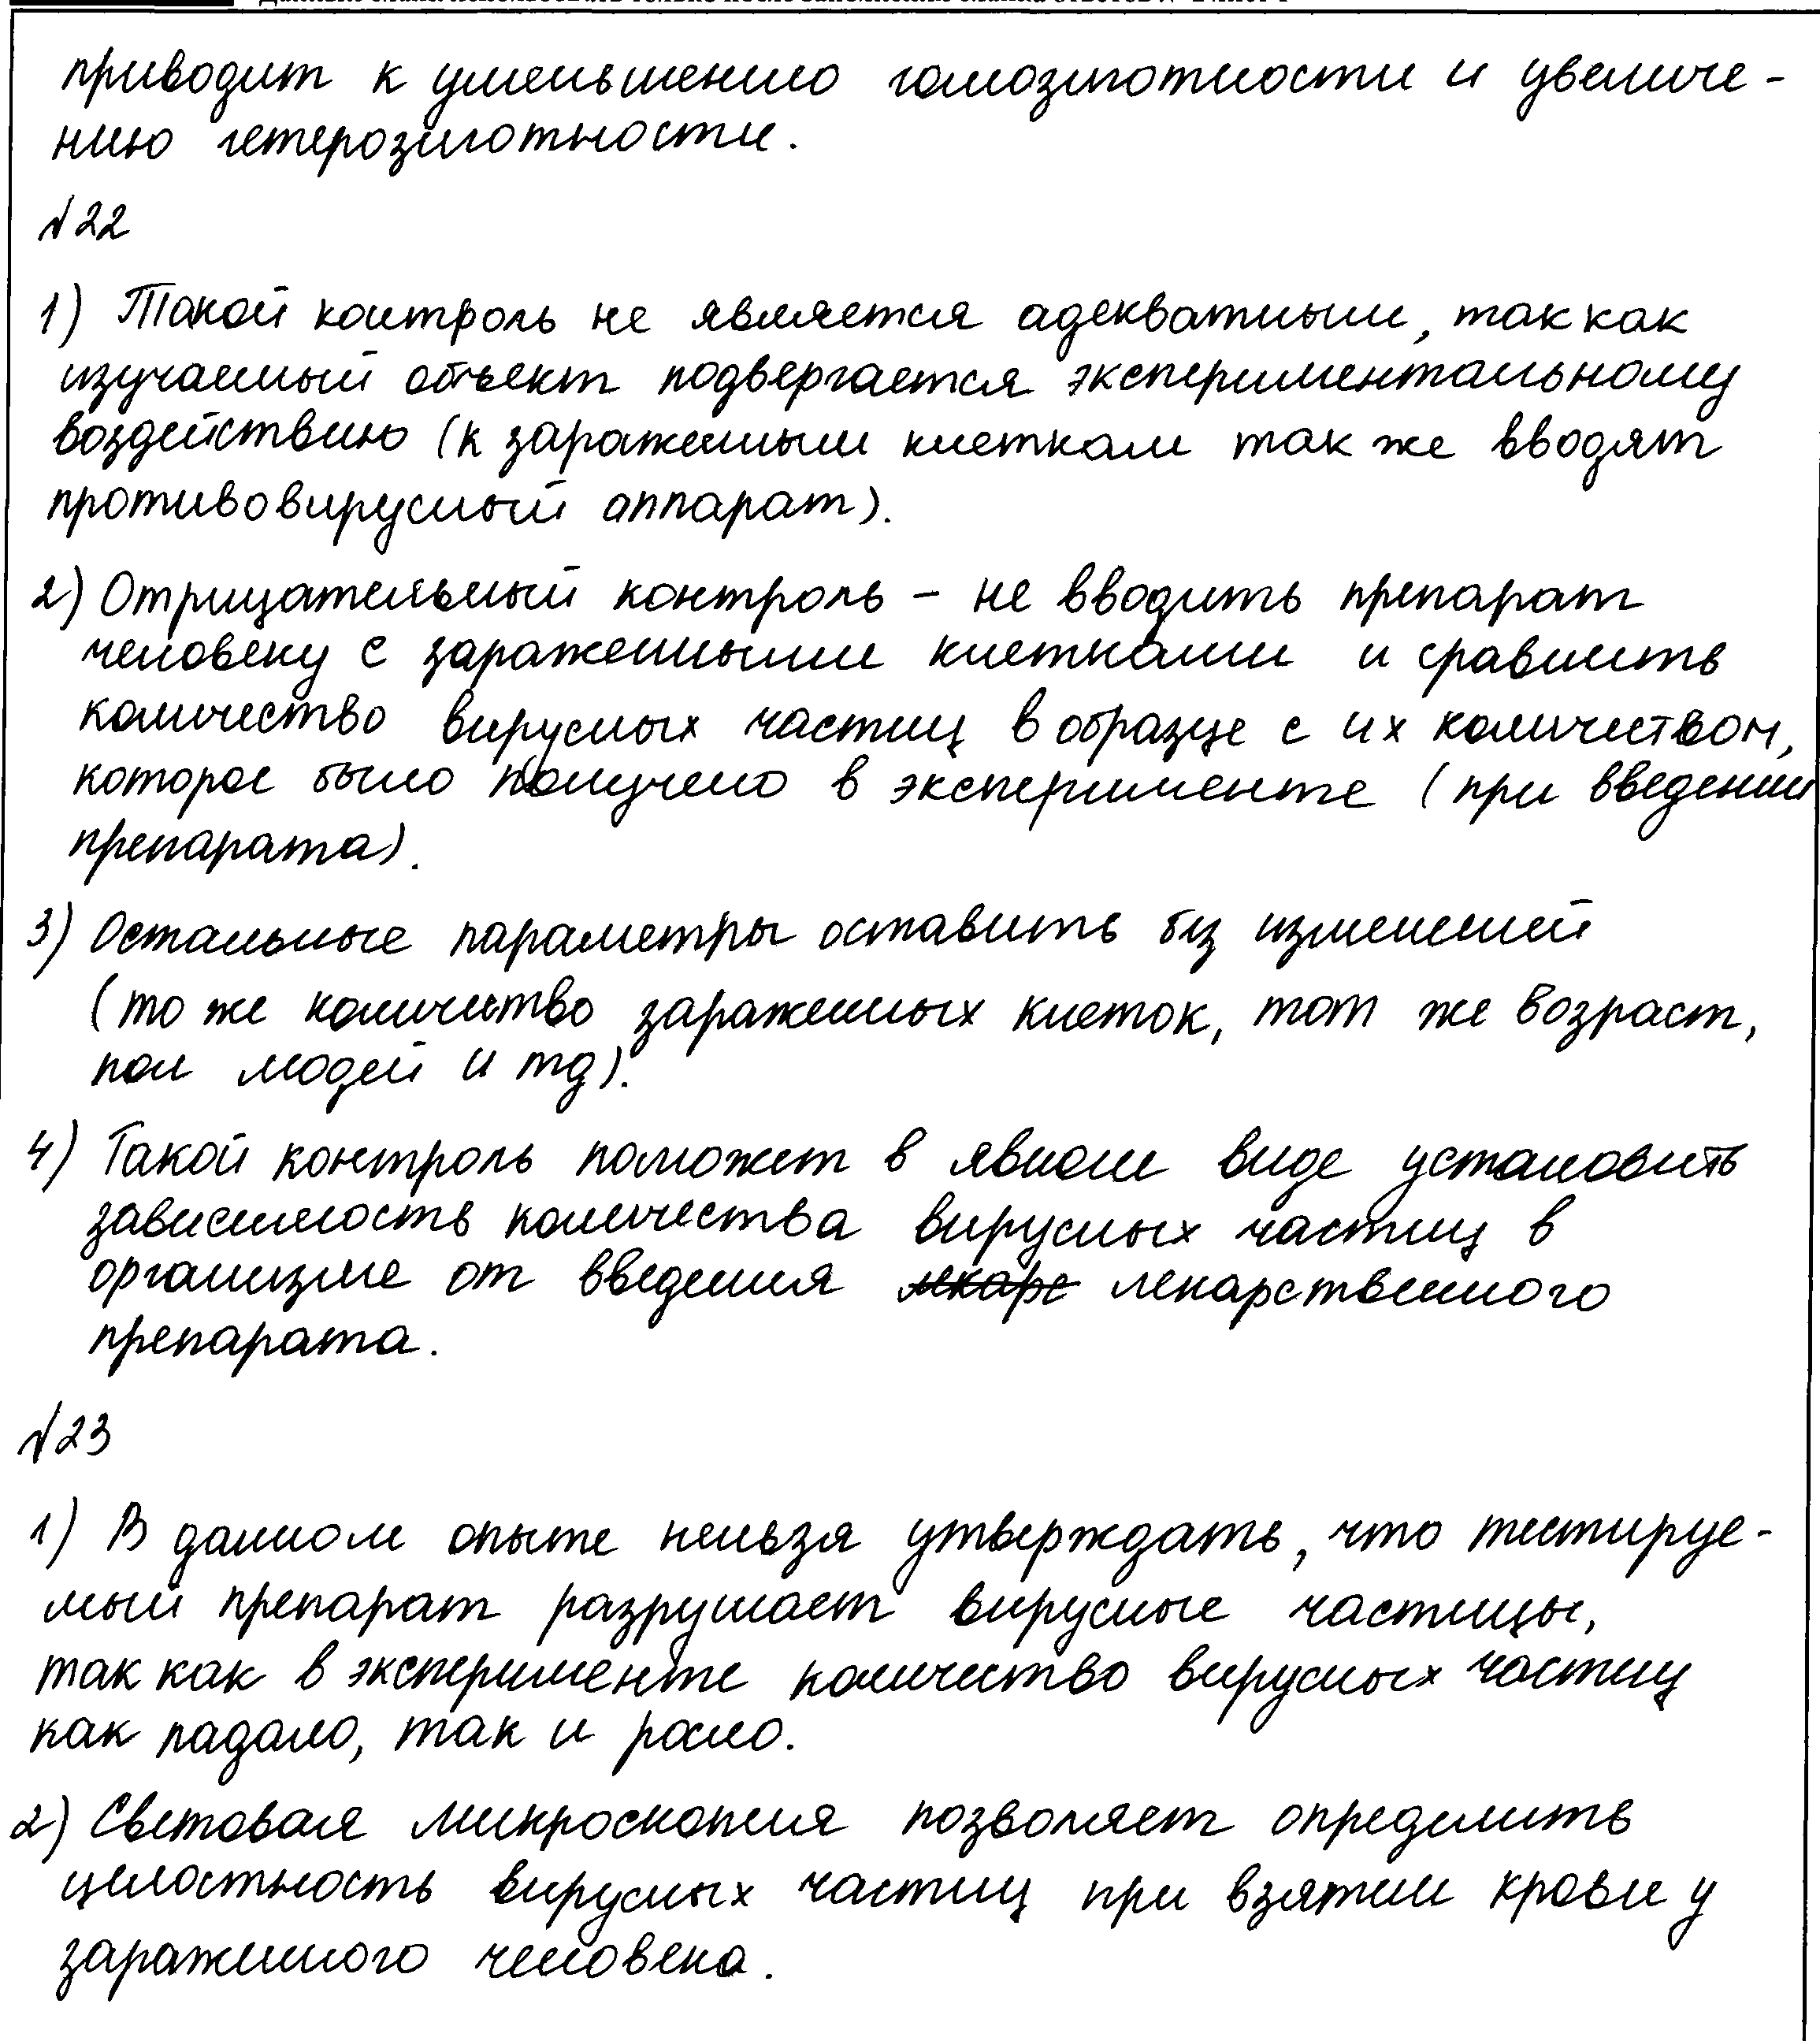 приводит к уменьшению гомозиготности и увеличе-
нию гетерозиготности.
№22
1) Такой контроль не является адекватным, так как
изучаемый объект подвергается экспериментальному
воздействию (к зараженным клеткам так же вводят
противовирусный аппарат).
2) Отрицательный контроль – не вводить препарат
человеку с зараженными клетками и сравнить
количество вирусных частиц в образце с их количеством,
которое было получено в эксперименте (при введении
препарата).
3) Остальные параметры оставить без изменений
(то же количество зараженных клеток, тот же возраст,
пол людей и тд).
4) Такой контроль поможет в явном виде установить
зависимость количества вирусных частиц в
организме от введения лекарс лекарственного
препарата.
№23
1) В данном опыте нельзя утверждать, что тестируе-
мый препарат разрушает вирусные частицы,
так как в эксперименте количество вирусных частиц
как падало, так и росло.
2) Световая микроскопия позволяет определить
целостность вирусных частиц при взятии крови у
зараженного человека.